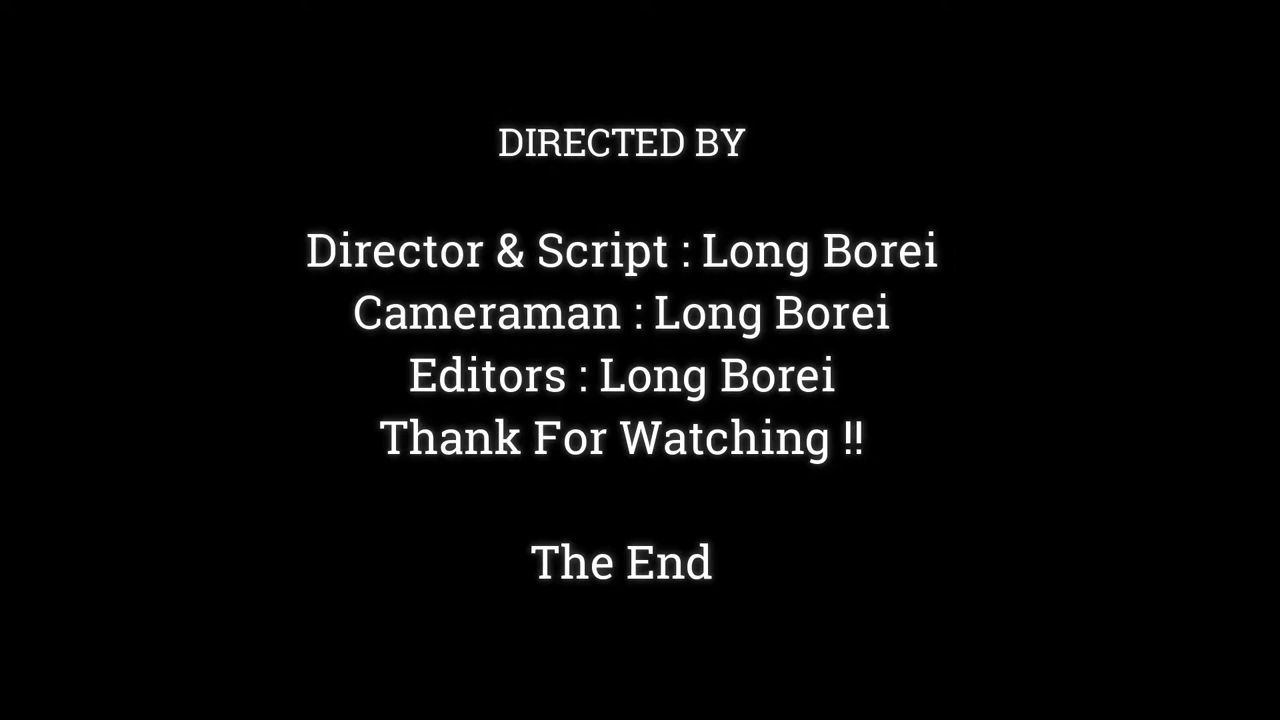 DIRECTED BY
Director & Script : Long Borei
Cameraman : Long Borei
Editors : Long Borei
Thank For Watching !!
The End